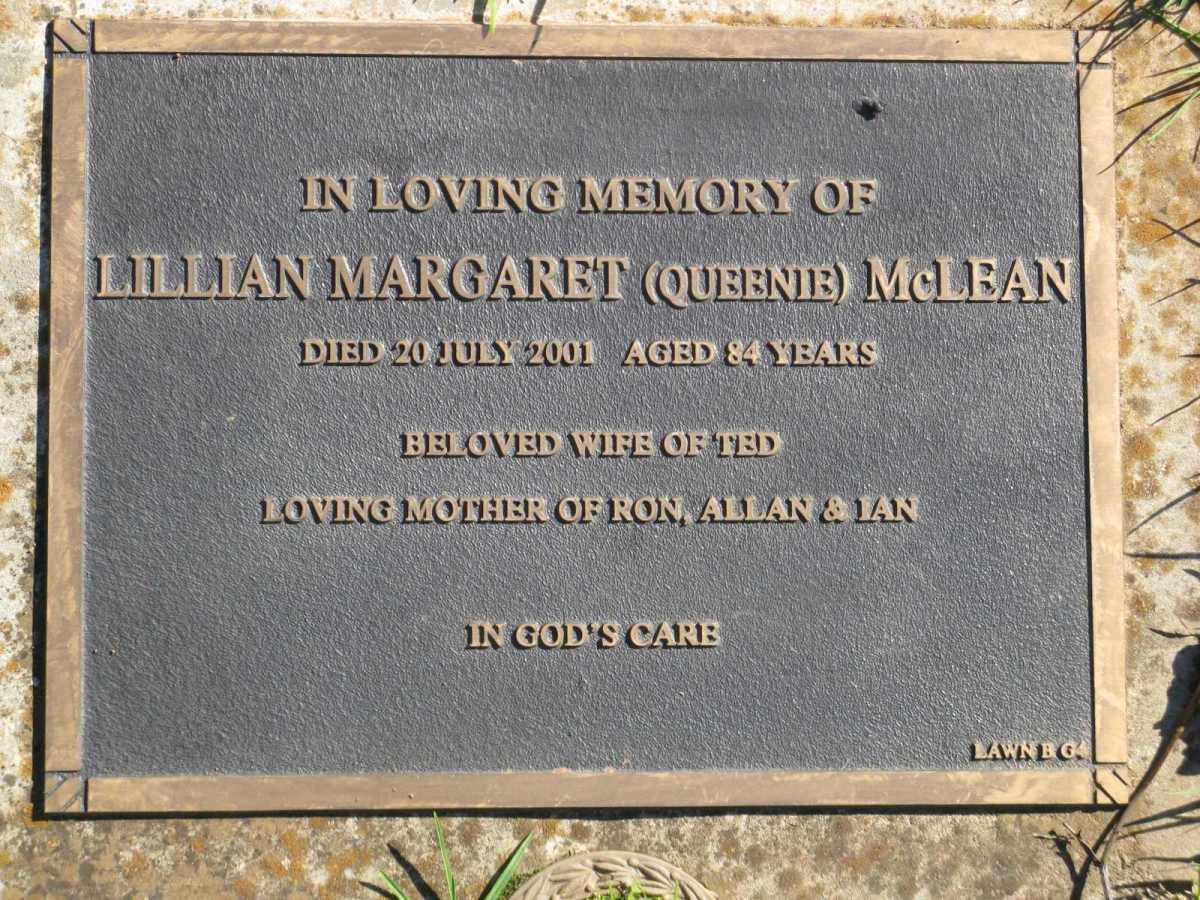 IN LOVING MEMORY OF
LILLIAN MARGARET (QUEENIE) McLEAN
DIED 20 JULY 2001 AGED 84 YEARS
BELOVED WIFE OF TED
LOVING MOTHER OF RON, ALLAN & IAN
IN GOD'S CARE
LAWN B G4